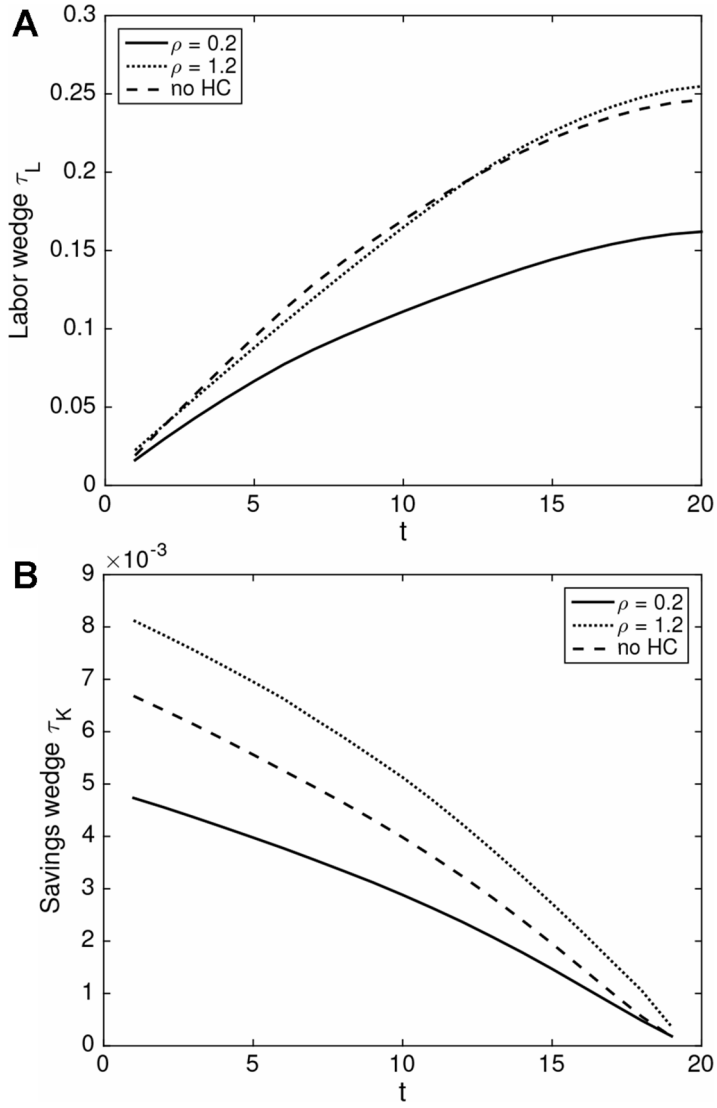 A
0.3
ρ = 0.2
ρ = 1.2
no HC
0.25
0.2
0.15
0.1
0.05
0
Labor wedge τL
0 5 10 15 20
t
B
×10-3
9
ρ = 0.2
ρ = 1.2
no HC
8
7
6
5
4
3
2
1
0
Savings wedge τK
0 5 10 15 20
t